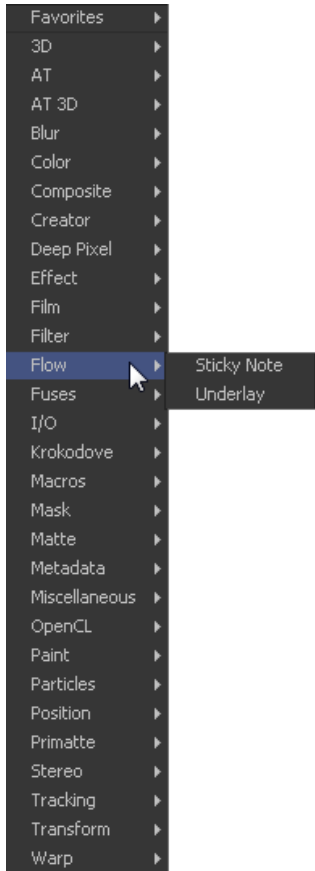 Favorites
3D
AT
AT 3D
Blur
Color
Composite
Creator
Deep Pixel
Effect
Film
Filter
Flow
Sticky Note
Fuses
Underlay
I/O
Krokodove
Macros
Mask
Matte
Metadata
Miscellaneous
OpenCL
Paint
Particles
Position
Primatte
Stereo
Tracking
Transform
Warp